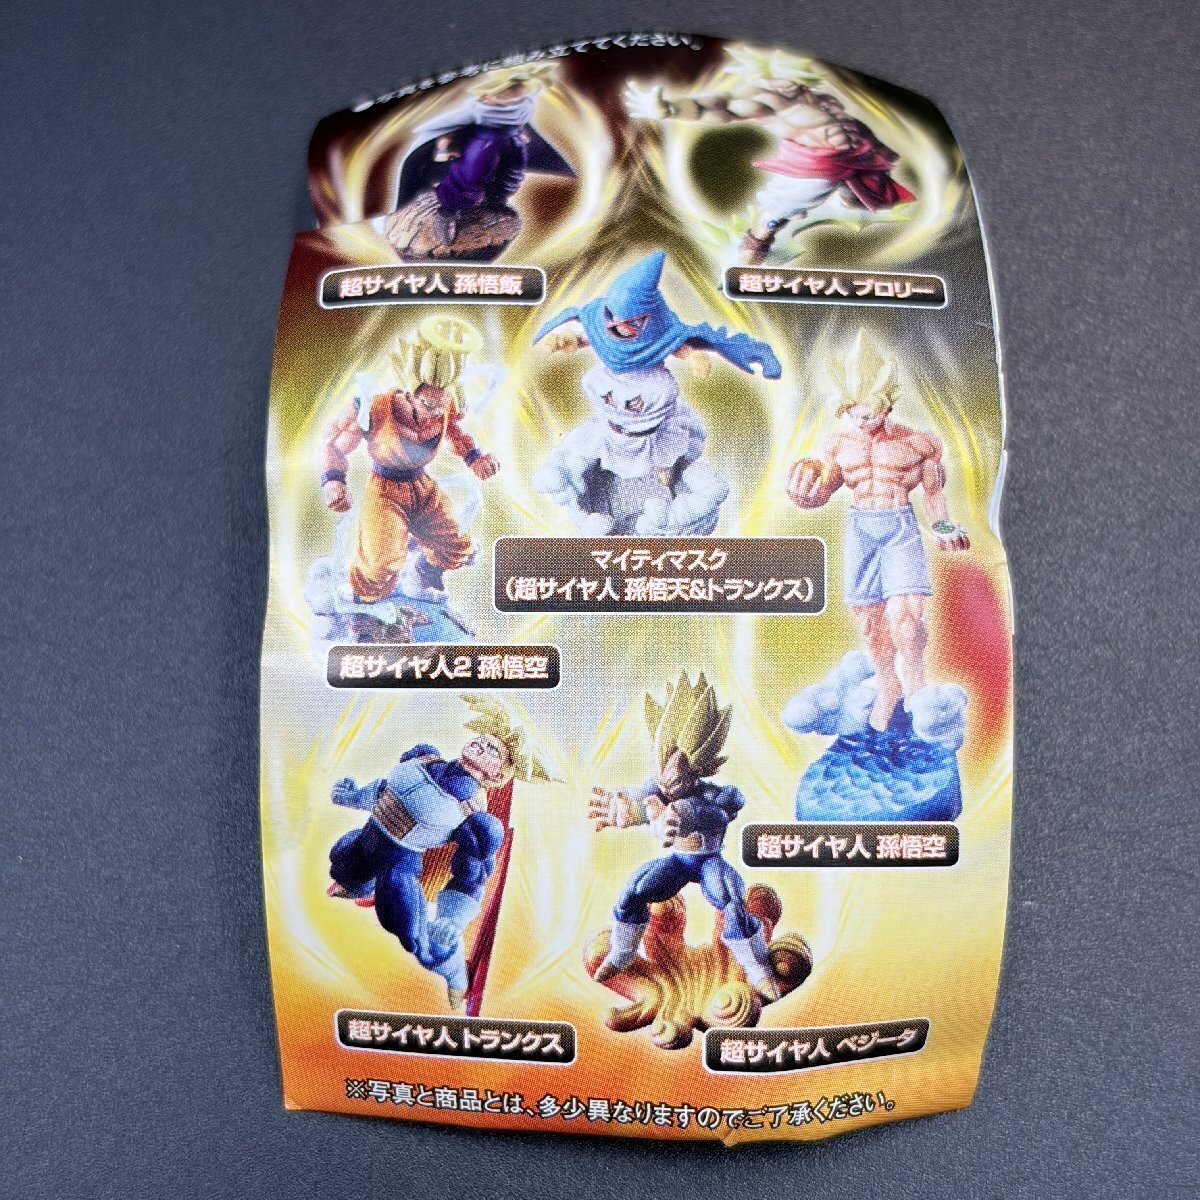 参考に組み立ててください。
超サイヤ人 孫悟飯
超サイヤ人 ブロリー
マイティマスク
(超サイヤ人 孫悟天&トランクス)
超サイヤ人2 孫悟空
超サイヤ人 孫悟空
超サイヤ人 トランクス
超サイヤ人 ベジータ
※写真と商品とは、多少異なりますのでご了承ください。